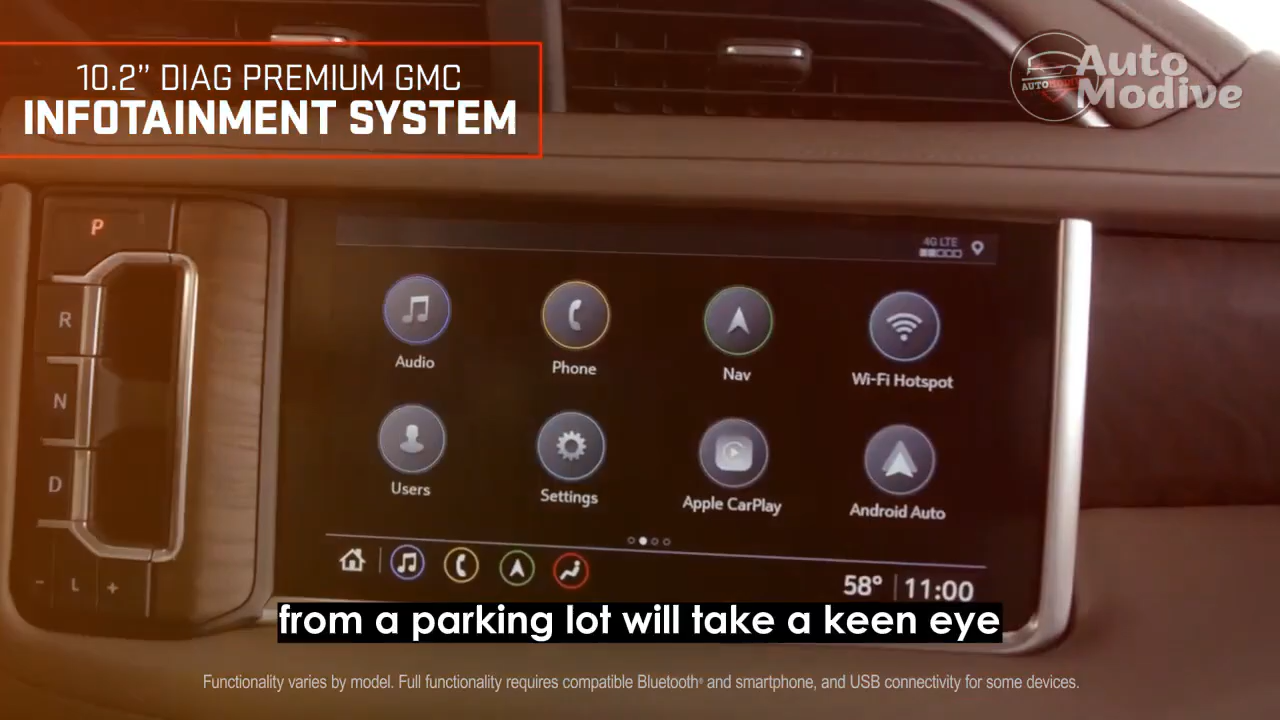 10.2” DIAG PREMIUM GMC
INFOTAINMENT SYSTEM
Auto
Modive
P
R
N
D
- L +
4G LTE
Audio
Phone
Nav
Wi-Fi Hotspot
Users
Settings
Apple CarPlay
Android Auto
58° 11:00
from a parking lot will take a keen eye
Functionality varies by model. Full functionality requires compatible Bluetooth® and smartphone, and USB connectivity for some devices.